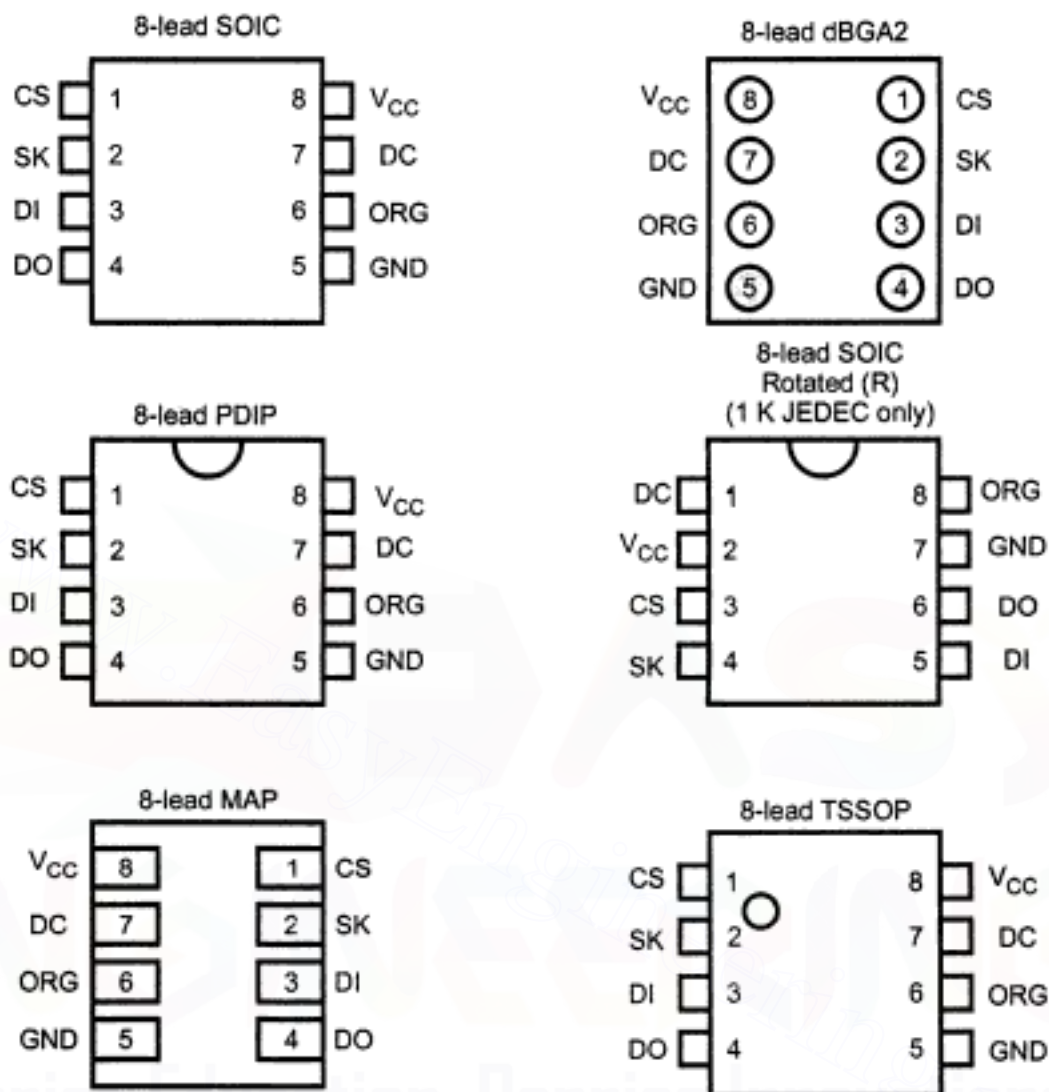 8-lead SOIC
CS 1 8 VCC
SK 2 7 DC
DI 3 6 ORG
DO 4 5 GND
8-lead dBGA2
VCC 8 1 CS
DC 7 2 SK
ORG 6 3 DI
GND 5 4 DO
8-lead PDIP
CS 1 8 VCC
SK 2 7 DC
DI 3 6 ORG
DO 4 5 GND
8-lead SOIC
Rotated (R)
(1 K JEDEC only)
DC 1 8 ORG
VCC 2 7 GND
CS 3 6 DO
SK 4 5 DI
8-lead MAP
VCC 8 1 CS
DC 7 2 SK
ORG 6 3 DI
GND 5 4 DO
8-lead TSSOP
CS 1 8 VCC
SK 2 7 DC
DI 3 6 ORG
DO 4 5 GND